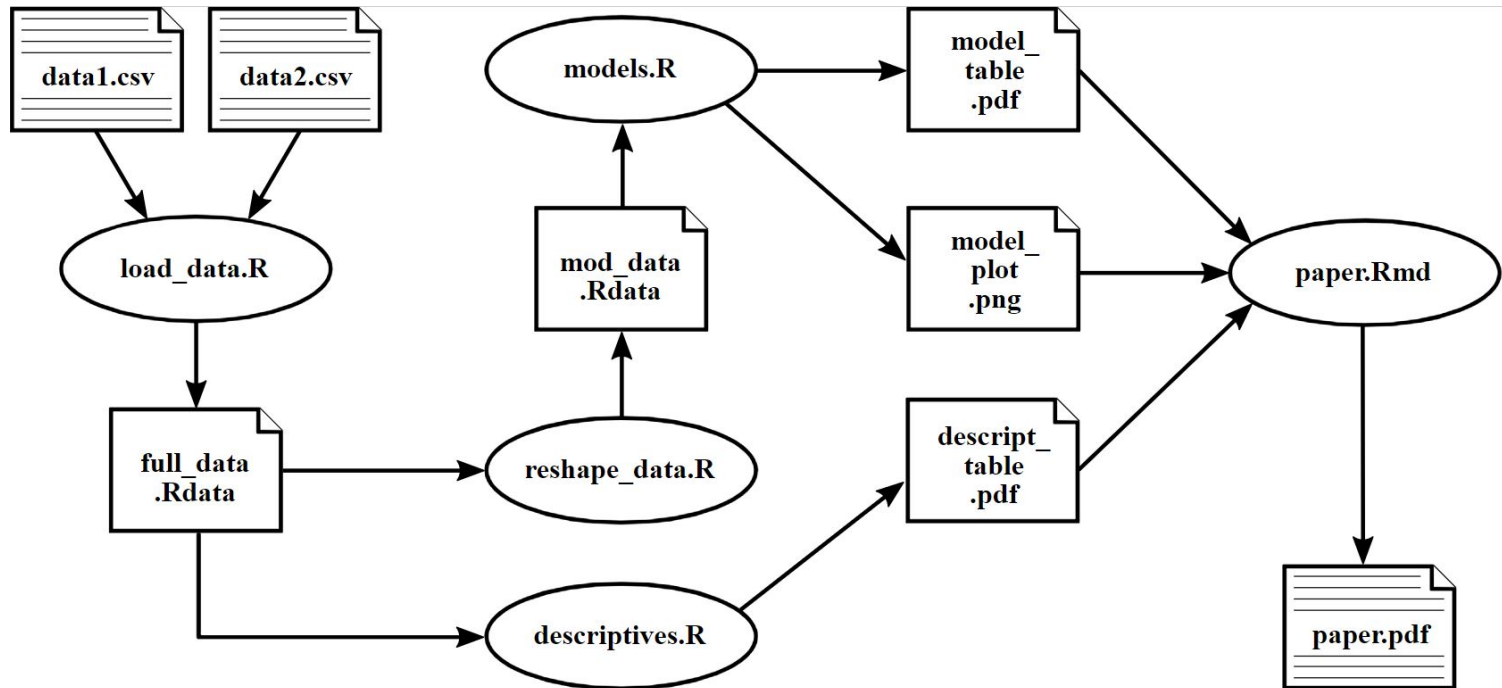 data1.csv
data2.csv
load_data.R
full_data
.Rdata
reshape_data.R
descriptives.R
mod_data
.Rdata
models.R
model_
table
.pdf
model_
plot
.png
descript_
table
.pdf
paper.Rmd
paper.pdf